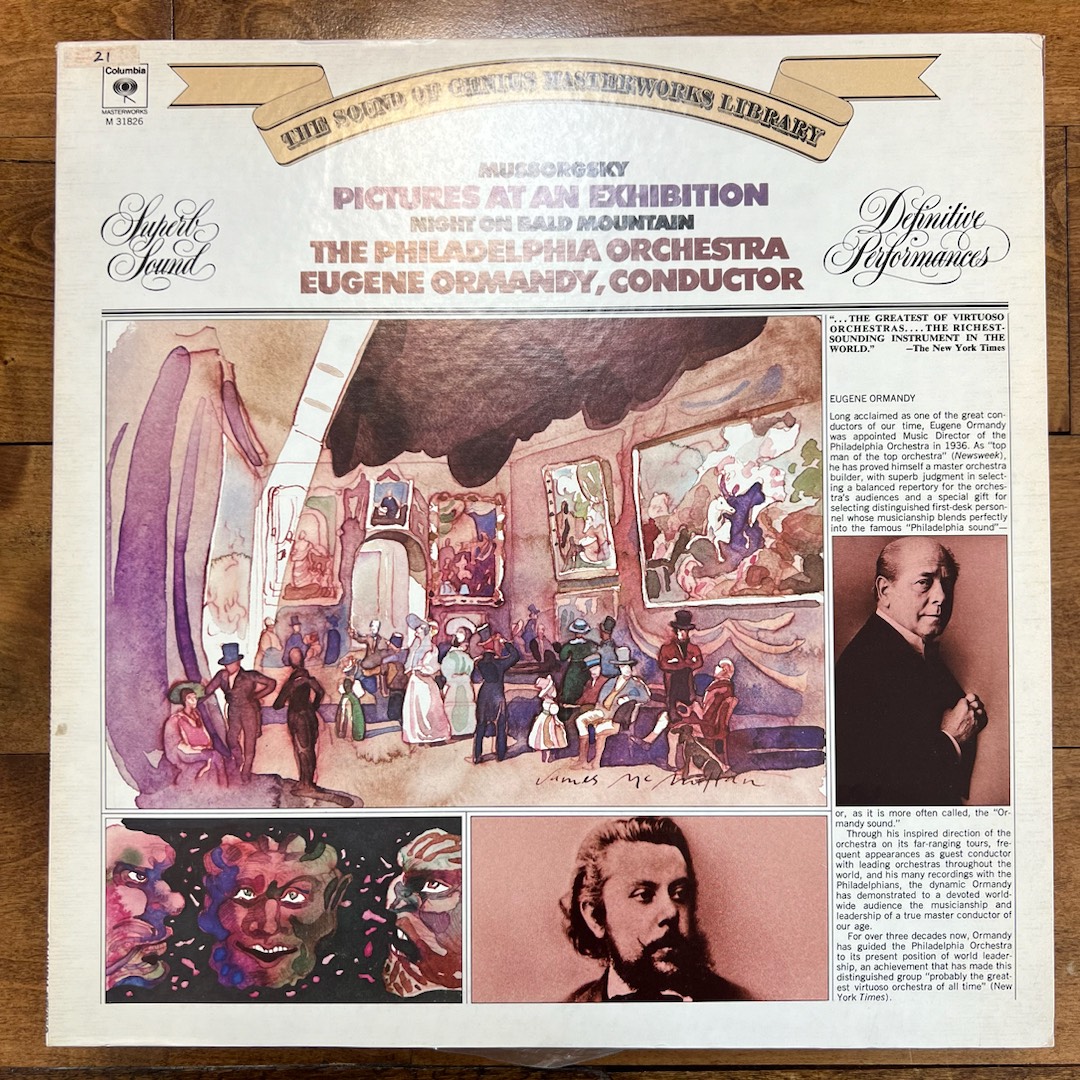 21
Columbia
MASTERWORKS
M 31826
THE SOUND OF GENIUS MASTERWORKS LIBRARY
MUSSORGSKY
PICTURES AT AN EXHIBITION
NIGHT ON BALD MOUNTAIN
THE PHILADELPHIA ORCHESTRA
EUGENE ORMANDY, CONDUCTOR
Superb
Sound
Definitive
Performances
"...THE GREATEST OF VIRTUOSO
ORCHESTRAS....THE RICHEST-
SOUNDING INSTRUMENT IN THE
WORLD." —The New York Times
EUGENE ORMANDY
Long acclaimed as one of the great con-
ductors of our time, Eugene Ormandy
was appointed Music Director of the
Philadelphia Orchestra in 1936. As "top
man of the top orchestra" (Newsweek),
he has proved himself a master orchestra
builder, with superb judgment in select-
ing a balanced repertory for the orches-
tra's audiences and a special gift for
selecting distinguished first-desk person-
nel whose musicianship blends perfectly
into the famous "Philadelphia sound"—
or, as it is more often called, the "Or-
mandy sound."
Through his inspired direction of the
orchestra on its far-ranging tours, fre-
quent appearances as guest conductor
with leading orchestras throughout the
world, and his many recordings with the
Philadelphians, the dynamic Ormandy
has demonstrated to a devoted world-
wide audience the musicianship and
leadership of a true master conductor of
our age.
For over three decades now, Ormandy
has guided the Philadelphia Orchestra
to its present position of world leader-
ship, an achievement that has made this
distinguished group "probably the great-
est virtuoso orchestra of all time" (New
York Times).
James McMullan